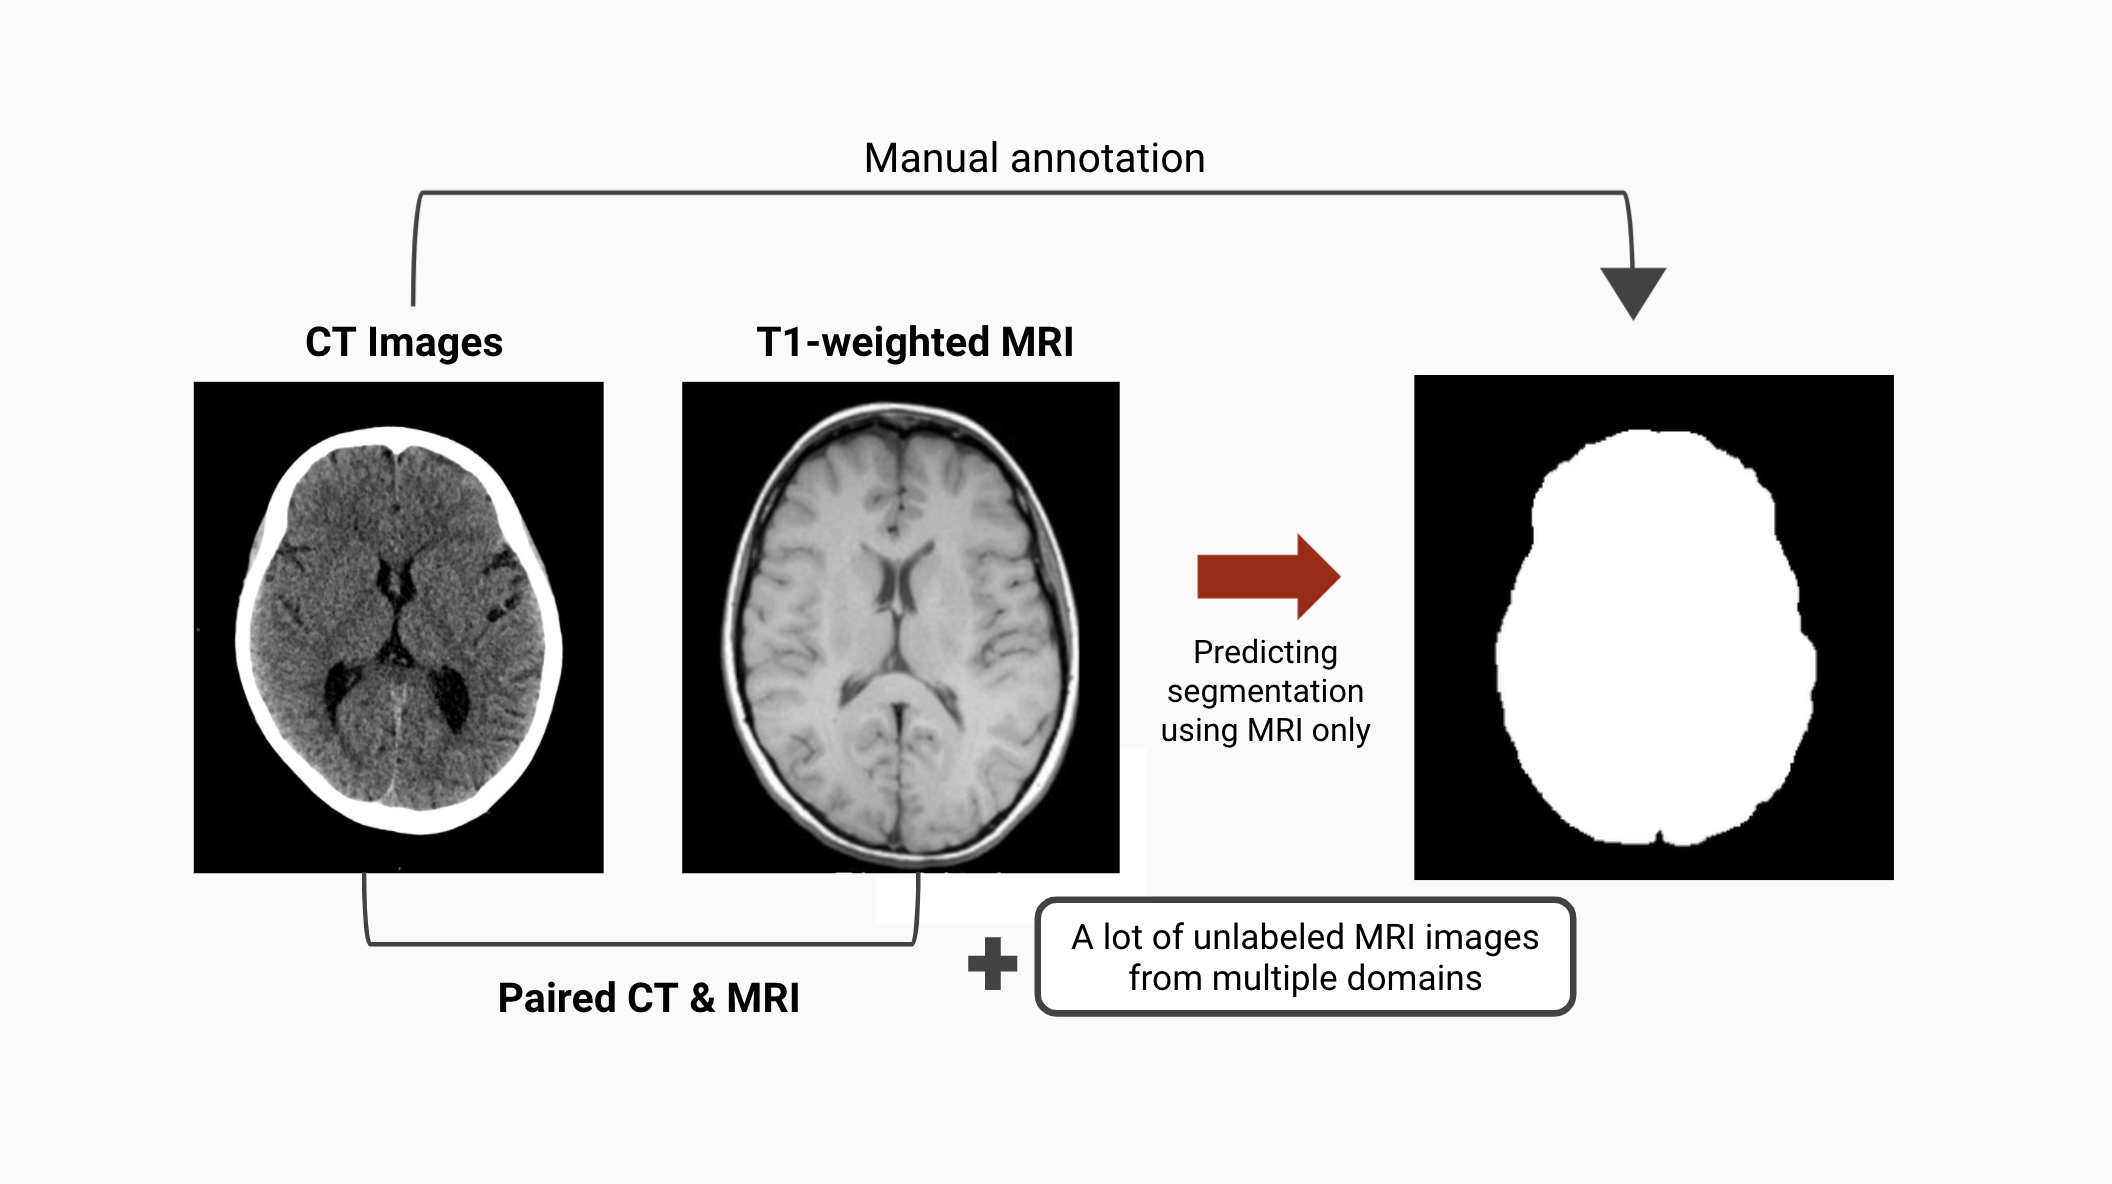 Manual annotation
CT Images
T1-weighted MRI
Predicting
segmentation
using MRI only
A lot of unlabeled MRI images
from multiple domains
Paired CT & MRI